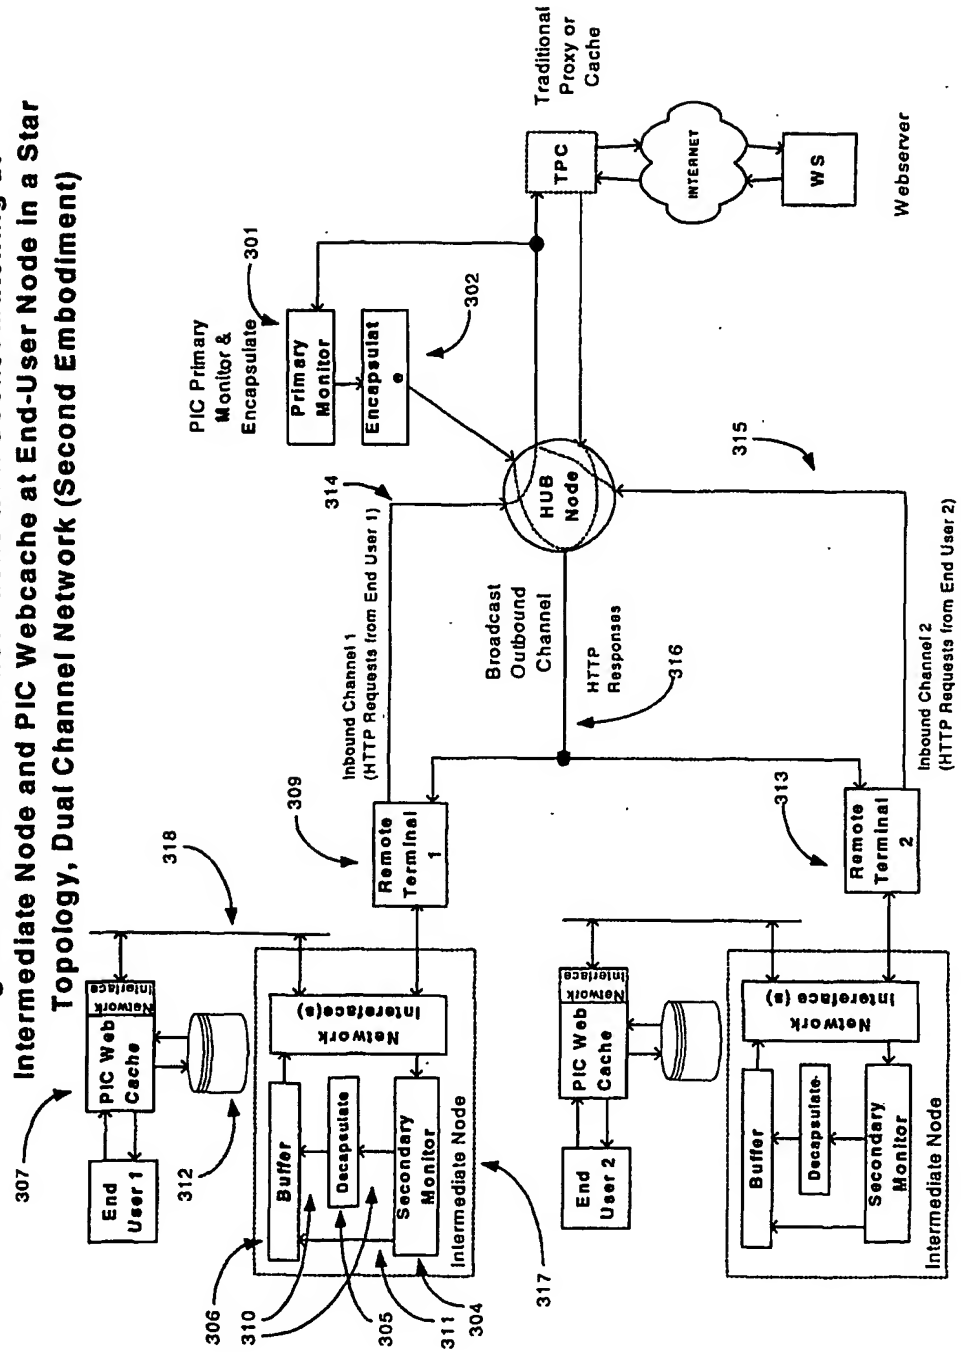 Intermediate Node and PIC Webcache at End-User Node in a Star
Topology, Dual Channel Network (Second Embodiment)
307
End
User 1
PIC Web
Cache
Network
Interface
318
312
306
310
305
311
304
317
Buffer
Decapsulate
Secondary
Monitor
Network
Intereface(s)
Intermediate Node
309
Remote
Terminal
1
Inbound Channel 1
(HTTP Requests from End User 1)
314
PIC Primary
Monitor &
Encapsulate
301
Primary
Monitor
Encapsulat
e
302
HUB
Node
Broadcast
Outbound
Channel
HTTP
Responses
316
TPC
Traditional
Proxy or
Cache
INTERNET
WS
Webserver
315
End
User 2
PIC Web
Cache
Network
Interface
Buffer
Decapsulate
Secondary
Monitor
Network
Intereface(s)
Intermediate Node
313
Remote
Terminal
2
Inbound Channel 2
(HTTP Requests from End User 2)